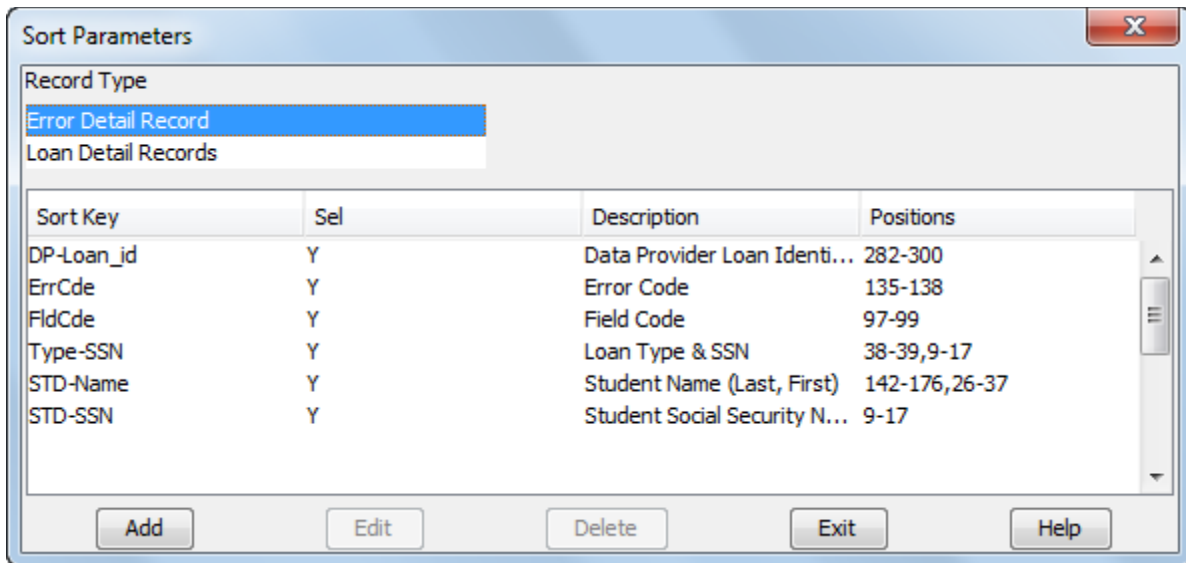 Sort Parameters
Record Type
Error Detail Record
Loan Detail Records
Sort Key Sel Description Positions
DP-Loan_id Y Data Provider Loan Identi... 282-300
ErrCde Y Error Code 135-138
FldCde Y Field Code 97-99
Type-SSN Y Loan Type & SSN 38-39,9-17
STD-Name Y Student Name (Last, First) 142-176,26-37
STD-SSN Y Student Social Security N... 9-17
Add Edit Delete Exit Help